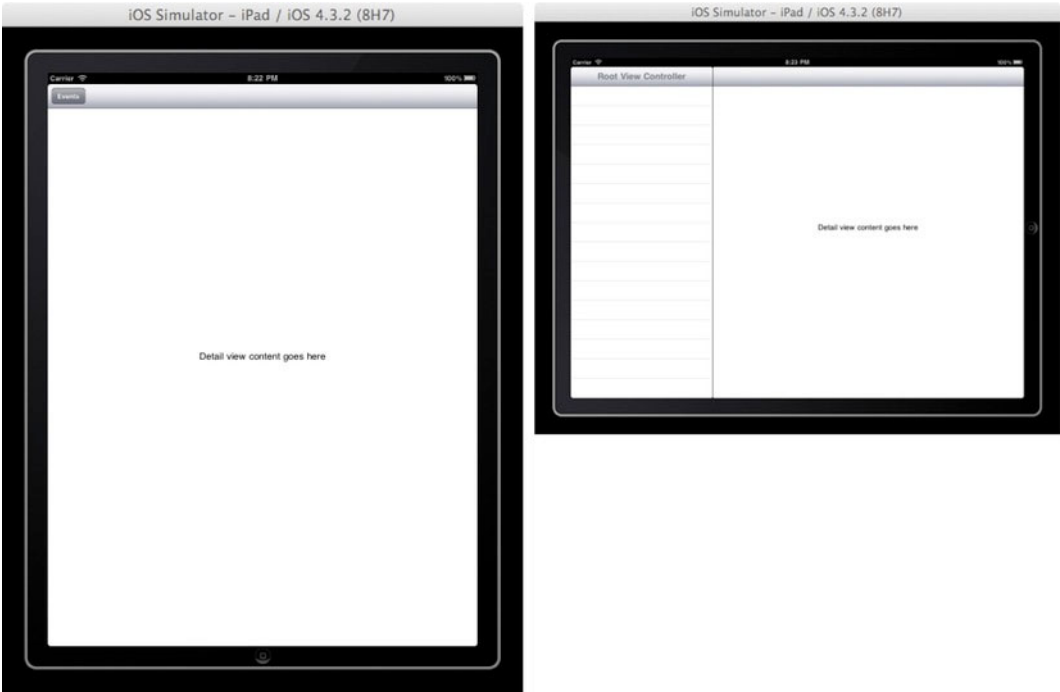 iOS Simulator – iPad / iOS 4.3.2 (8H7)
Carrier 8:22 PM 100%
Events
Detail view content goes here
iOS Simulator – iPad / iOS 4.3.2 (8H7)
Carrier 8:23 PM 100%
Root View Controller
Detail view content goes here